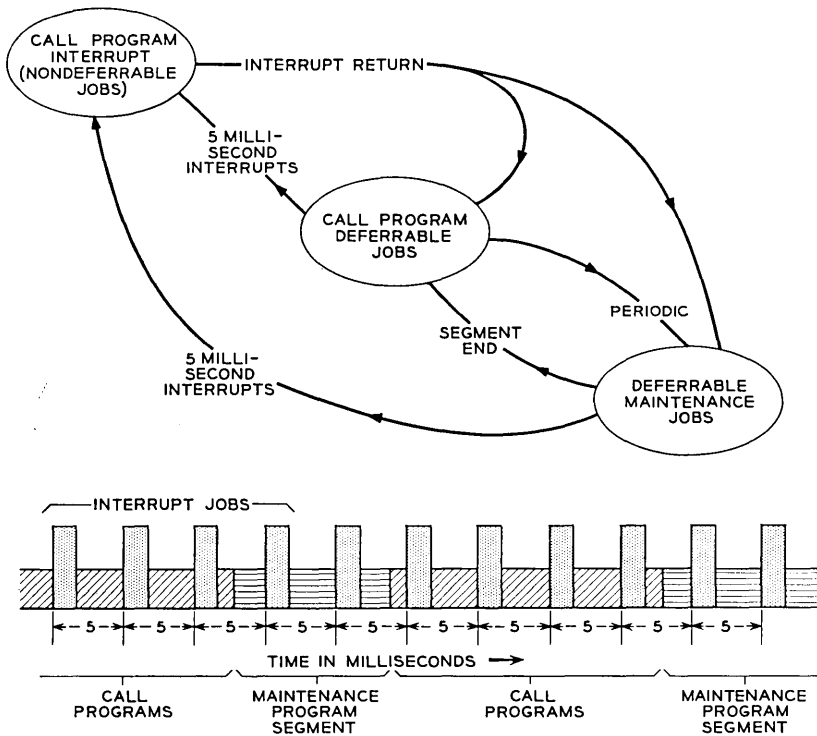 CALL PROGRAM
INTERRUPT
(NONDEFERRABLE
JOBS)
INTERRUPT RETURN
5 MILLI-
SECOND
INTERRUPTS
CALL PROGRAM
DEFERRABLE
JOBS
PERIODIC
SEGMENT
END
5 MILLI-
SECOND
INTERRUPTS
DEFERRABLE
MAINTENANCE
JOBS
INTERRUPT JOBS
5 5 5 5 5 5 5 5 5 5
TIME IN MILLISECONDS
CALL
PROGRAMS
MAINTENANCE
PROGRAM
SEGMENT
CALL
PROGRAMS
MAINTENANCE
PROGRAM
SEGMENT